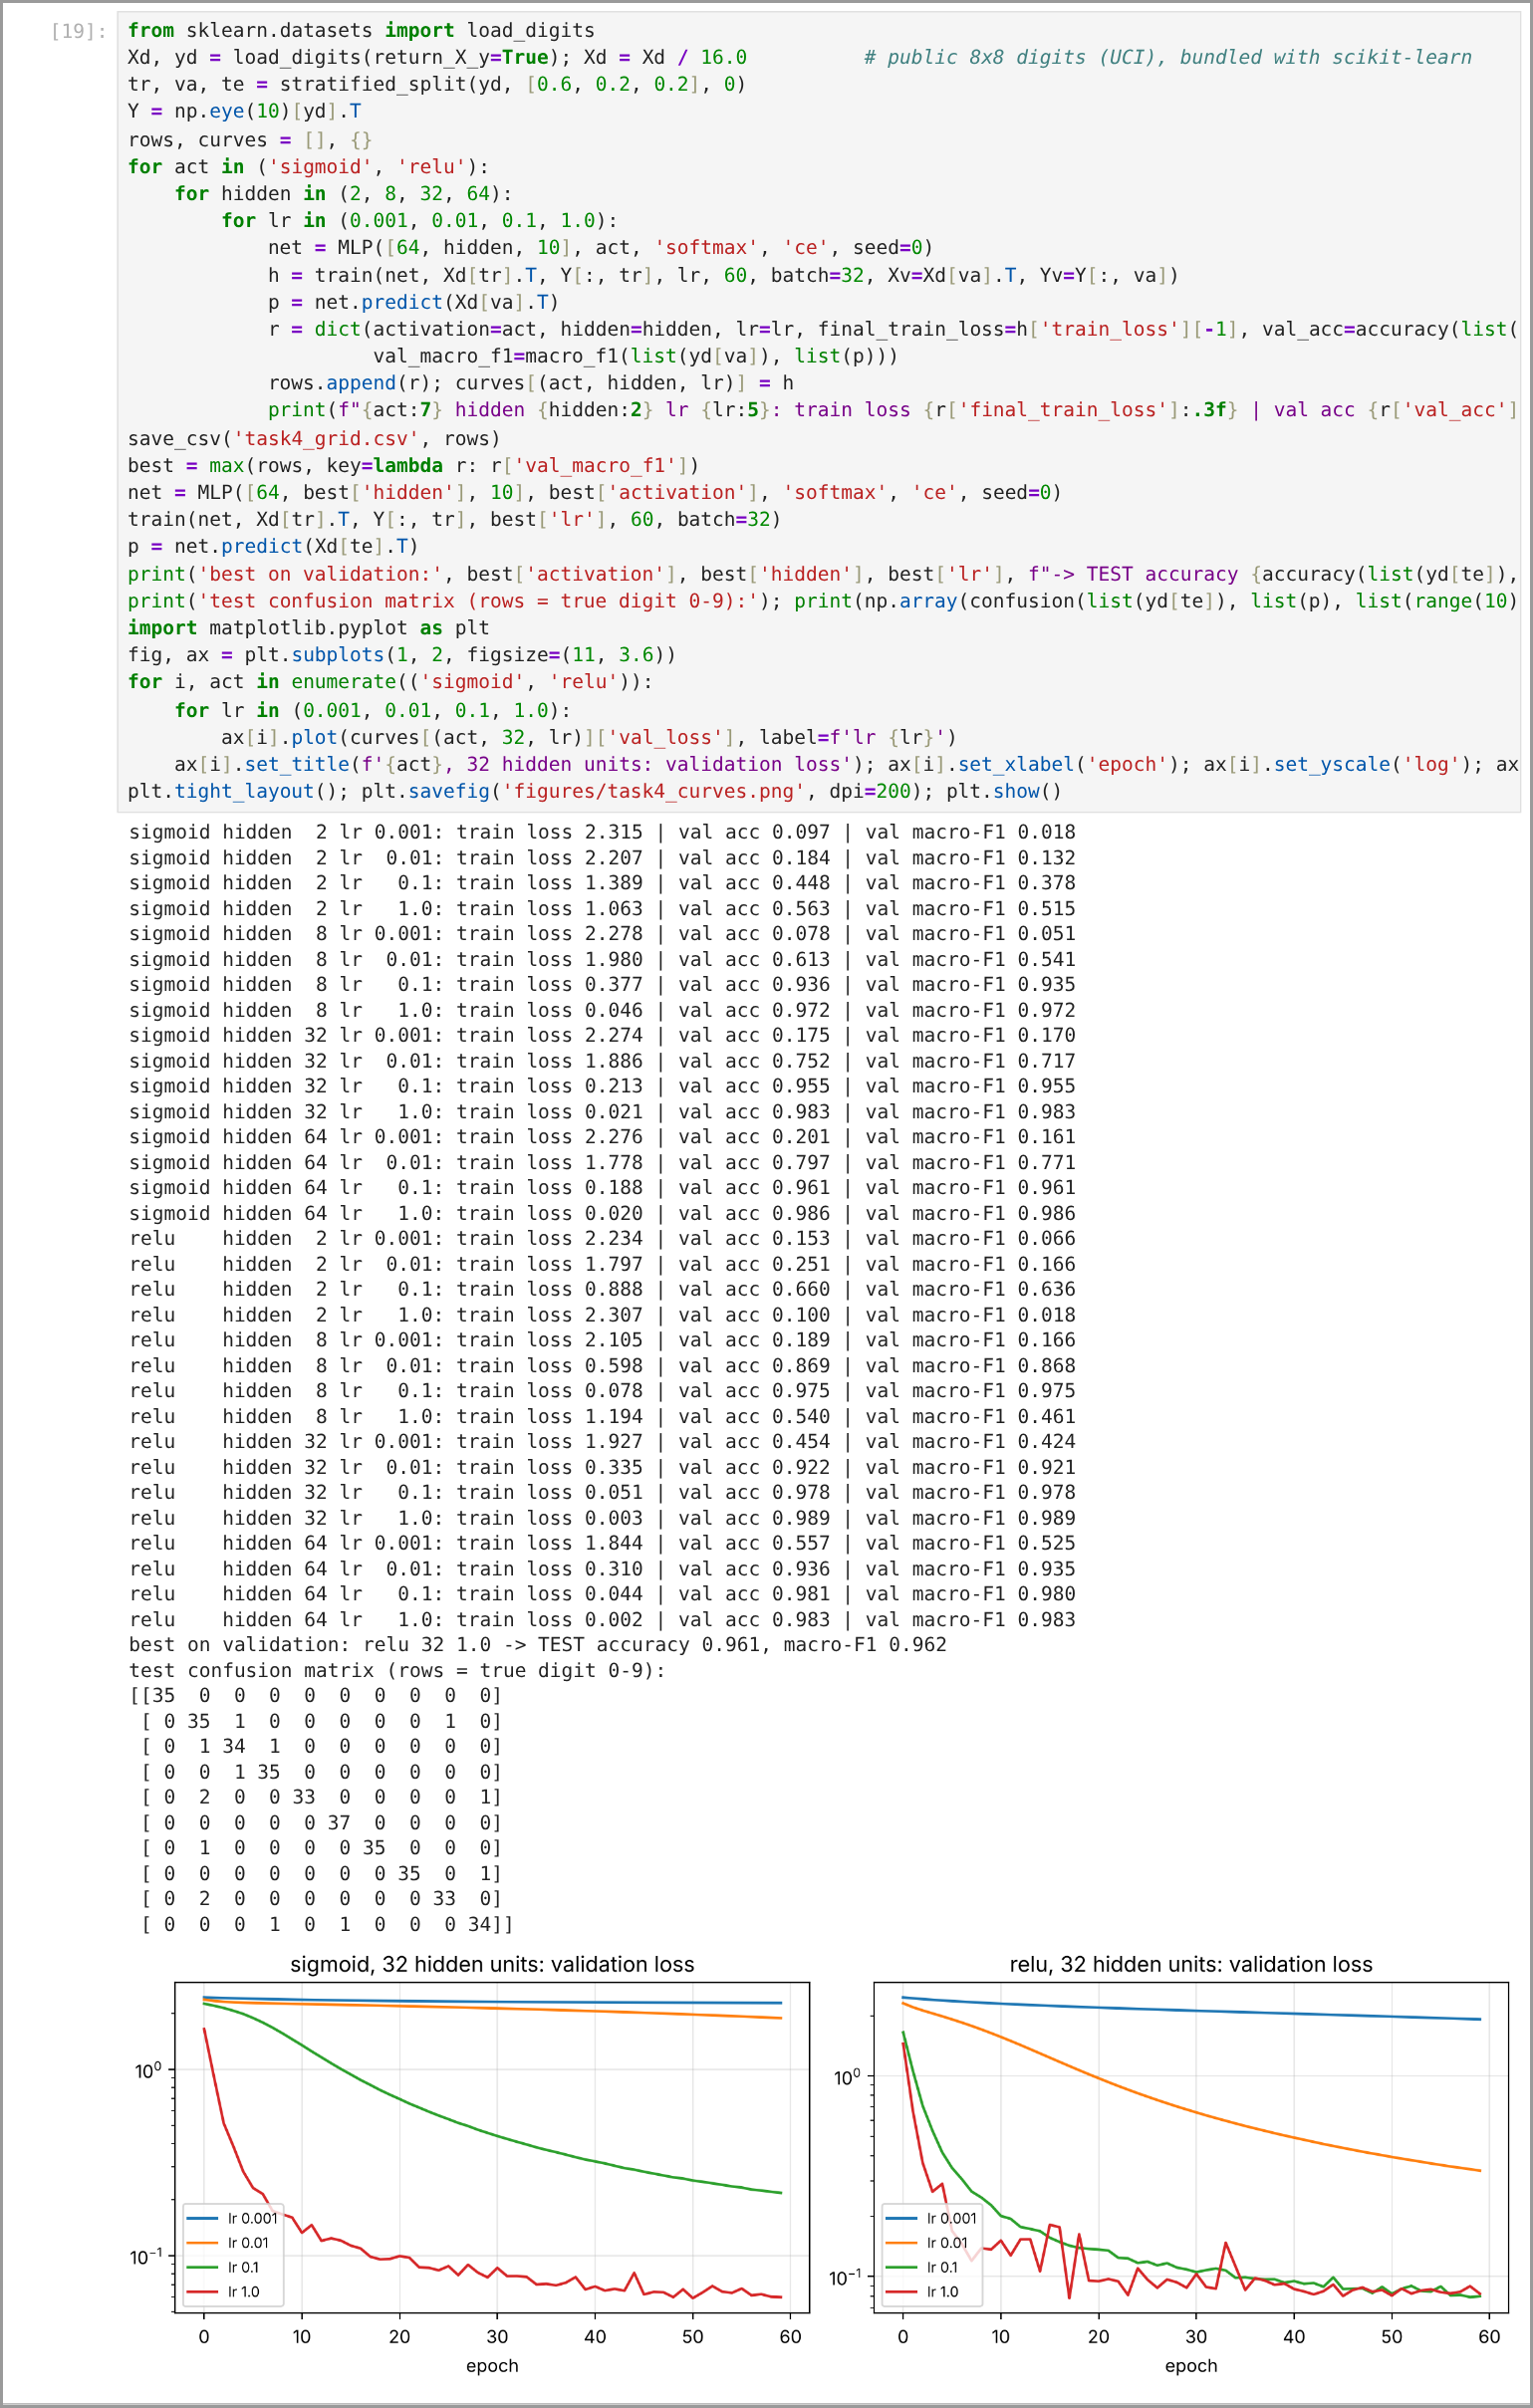 [19]:
from sklearn.datasets import load_digits
Xd, yd = load_digits(return_X_y=True); Xd = Xd / 16.0          # public 8x8 digits (UCI), bundled with scikit-learn
tr, va, te = stratified_split(yd, [0.6, 0.2, 0.2], 0)
Y = np.eye(10)[yd].T
rows, curves = [], {}
for act in ('sigmoid', 'relu'):
    for hidden in (2, 8, 32, 64):
        for lr in (0.001, 0.01, 0.1, 1.0):
            net = MLP([64, hidden, 10], act, 'softmax', 'ce', seed=0)
            h = train(net, Xd[tr].T, Y[:, tr], lr, 60, batch=32, Xv=Xd[va].T, Yv=Y[:, va])
            p = net.predict(Xd[va].T)
            r = dict(activation=act, hidden=hidden, lr=lr, final_train_loss=h['train_loss'][-1], val_acc=accuracy(list(
                     val_macro_f1=macro_f1(list(yd[va]), list(p)))
            rows.append(r); curves[(act, hidden, lr)] = h
            print(f"{act:7} hidden {hidden:2} lr {lr:5}: train loss {r['final_train_loss']:.3f} | val acc {r['val_acc']
save_csv('task4_grid.csv', rows)
best = max(rows, key=lambda r: r['val_macro_f1'])
net = MLP([64, best['hidden'], 10], best['activation'], 'softmax', 'ce', seed=0)
train(net, Xd[tr].T, Y[:, tr], best['lr'], 60, batch=32)
p = net.predict(Xd[te].T)
print('best on validation:', best['activation'], best['hidden'], best['lr'], f"-> TEST accuracy {accuracy(list(yd[te]),
print('test confusion matrix (rows = true digit 0-9):'); print(np.array(confusion(list(yd[te]), list(p), list(range(10)
import matplotlib.pyplot as plt
fig, ax = plt.subplots(1, 2, figsize=(11, 3.6))
for i, act in enumerate(('sigmoid', 'relu')):
    for lr in (0.001, 0.01, 0.1, 1.0):
        ax[i].plot(curves[(act, 32, lr)]['val_loss'], label=f'lr {lr}')
    ax[i].set_title(f'{act}, 32 hidden units: validation loss'); ax[i].set_xlabel('epoch'); ax[i].set_yscale('log'); ax
plt.tight_layout(); plt.savefig('figures/task4_curves.png', dpi=200); plt.show()
sigmoid hidden  2 lr 0.001: train loss 2.315 | val acc 0.097 | val macro-F1 0.018
sigmoid hidden  2 lr  0.01: train loss 2.207 | val acc 0.184 | val macro-F1 0.132
sigmoid hidden  2 lr   0.1: train loss 1.389 | val acc 0.448 | val macro-F1 0.378
sigmoid hidden  2 lr   1.0: train loss 1.063 | val acc 0.563 | val macro-F1 0.515
sigmoid hidden  8 lr 0.001: train loss 2.278 | val acc 0.078 | val macro-F1 0.051
sigmoid hidden  8 lr  0.01: train loss 1.980 | val acc 0.613 | val macro-F1 0.541
sigmoid hidden  8 lr   0.1: train loss 0.377 | val acc 0.936 | val macro-F1 0.935
sigmoid hidden  8 lr   1.0: train loss 0.046 | val acc 0.972 | val macro-F1 0.972
sigmoid hidden 32 lr 0.001: train loss 2.274 | val acc 0.175 | val macro-F1 0.170
sigmoid hidden 32 lr  0.01: train loss 1.886 | val acc 0.752 | val macro-F1 0.717
sigmoid hidden 32 lr   0.1: train loss 0.213 | val acc 0.955 | val macro-F1 0.955
sigmoid hidden 32 lr   1.0: train loss 0.021 | val acc 0.983 | val macro-F1 0.983
sigmoid hidden 64 lr 0.001: train loss 2.276 | val acc 0.201 | val macro-F1 0.161
sigmoid hidden 64 lr  0.01: train loss 1.778 | val acc 0.797 | val macro-F1 0.771
sigmoid hidden 64 lr   0.1: train loss 0.188 | val acc 0.961 | val macro-F1 0.961
sigmoid hidden 64 lr   1.0: train loss 0.020 | val acc 0.986 | val macro-F1 0.986
relu    hidden  2 lr 0.001: train loss 2.234 | val acc 0.153 | val macro-F1 0.066
relu    hidden  2 lr  0.01: train loss 1.797 | val acc 0.251 | val macro-F1 0.166
relu    hidden  2 lr   0.1: train loss 0.888 | val acc 0.660 | val macro-F1 0.636
relu    hidden  2 lr   1.0: train loss 2.307 | val acc 0.100 | val macro-F1 0.018
relu    hidden  8 lr 0.001: train loss 2.105 | val acc 0.189 | val macro-F1 0.166
relu    hidden  8 lr  0.01: train loss 0.598 | val acc 0.869 | val macro-F1 0.868
relu    hidden  8 lr   0.1: train loss 0.078 | val acc 0.975 | val macro-F1 0.975
relu    hidden  8 lr   1.0: train loss 1.194 | val acc 0.540 | val macro-F1 0.461
relu    hidden 32 lr 0.001: train loss 1.927 | val acc 0.454 | val macro-F1 0.424
relu    hidden 32 lr  0.01: train loss 0.335 | val acc 0.922 | val macro-F1 0.921
relu    hidden 32 lr   0.1: train loss 0.051 | val acc 0.978 | val macro-F1 0.978
relu    hidden 32 lr   1.0: train loss 0.003 | val acc 0.989 | val macro-F1 0.989
relu    hidden 64 lr 0.001: train loss 1.844 | val acc 0.557 | val macro-F1 0.525
relu    hidden 64 lr  0.01: train loss 0.310 | val acc 0.936 | val macro-F1 0.935
relu    hidden 64 lr   0.1: train loss 0.044 | val acc 0.981 | val macro-F1 0.980
relu    hidden 64 lr   1.0: train loss 0.002 | val acc 0.983 | val macro-F1 0.983
best on validation: relu 32 1.0 -> TEST accuracy 0.961, macro-F1 0.962
test confusion matrix (rows = true digit 0-9):
[[35  0  0  0  0  0  0  0  0  0]
 [ 0 35  1  0  0  0  0  0  1  0]
 [ 0  1 34  1  0  0  0  0  0  0]
 [ 0  0  1 35  0  0  0  0  0  0]
 [ 0  2  0  0 33  0  0  0  0  1]
 [ 0  0  0  0  0 37  0  0  0  0]
 [ 0  1  0  0  0  0 35  0  0  0]
 [ 0  0  0  0  0  0  0 35  0  1]
 [ 0  2  0  0  0  0  0  0 33  0]
 [ 0  0  0  1  0  1  0  0  0 34]]
sigmoid, 32 hidden units: validation loss
10⁰
10⁻¹
lr 0.001
lr 0.01
lr 0.1
lr 1.0
0 10 20 30 40 50 60
epoch
relu, 32 hidden units: validation loss
10⁰
10⁻¹
lr 0.001
lr 0.01
lr 0.1
lr 1.0
0 10 20 30 40 50 60
epoch